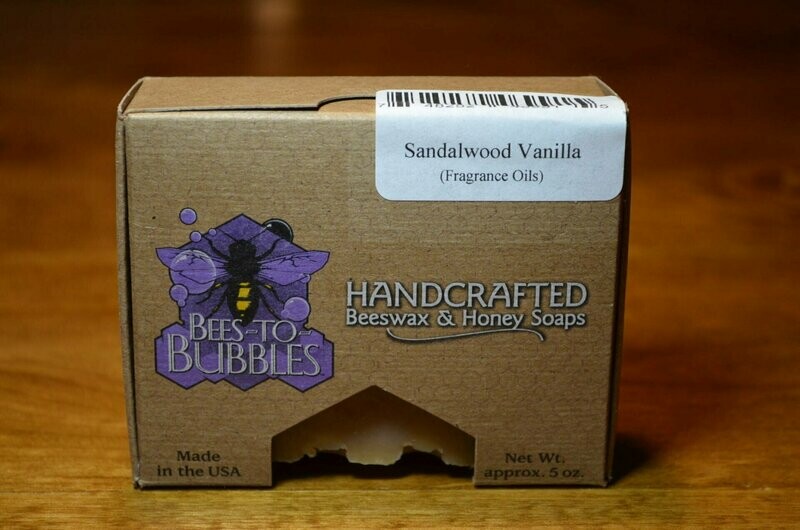 Sandalwood Vanilla
(Fragrance Oils)
BEES-TO-
BUBBLES
HANDCRAFTED
Beeswax & Honey Soaps
Made
in the USA
Net Wt.
approx. 5 oz.